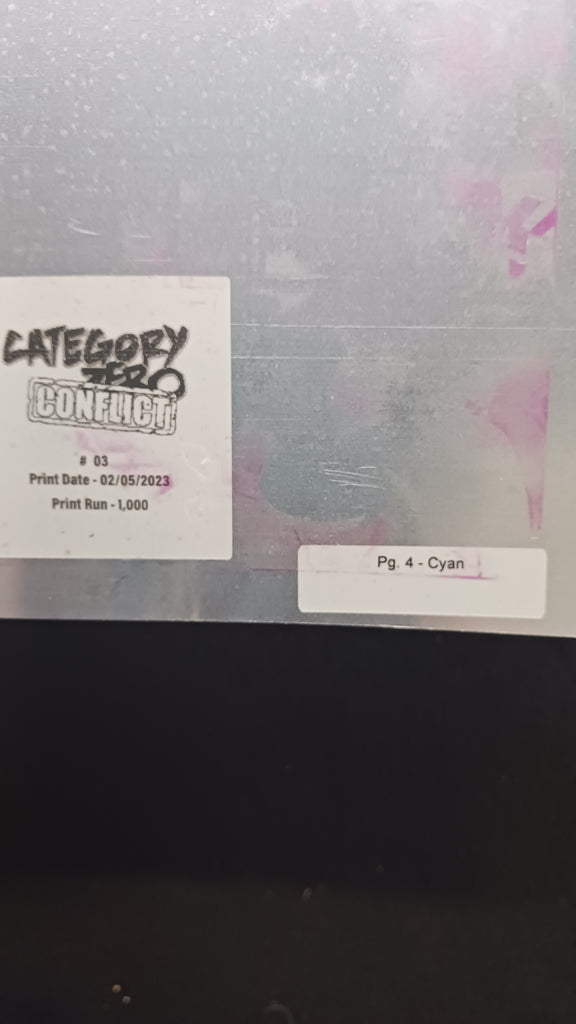 CATEGORY
ZERO
CONFLICT
# 03
Print Date - 02/05/2023
Print Run - 1,000
Pg. 4 - Cyan